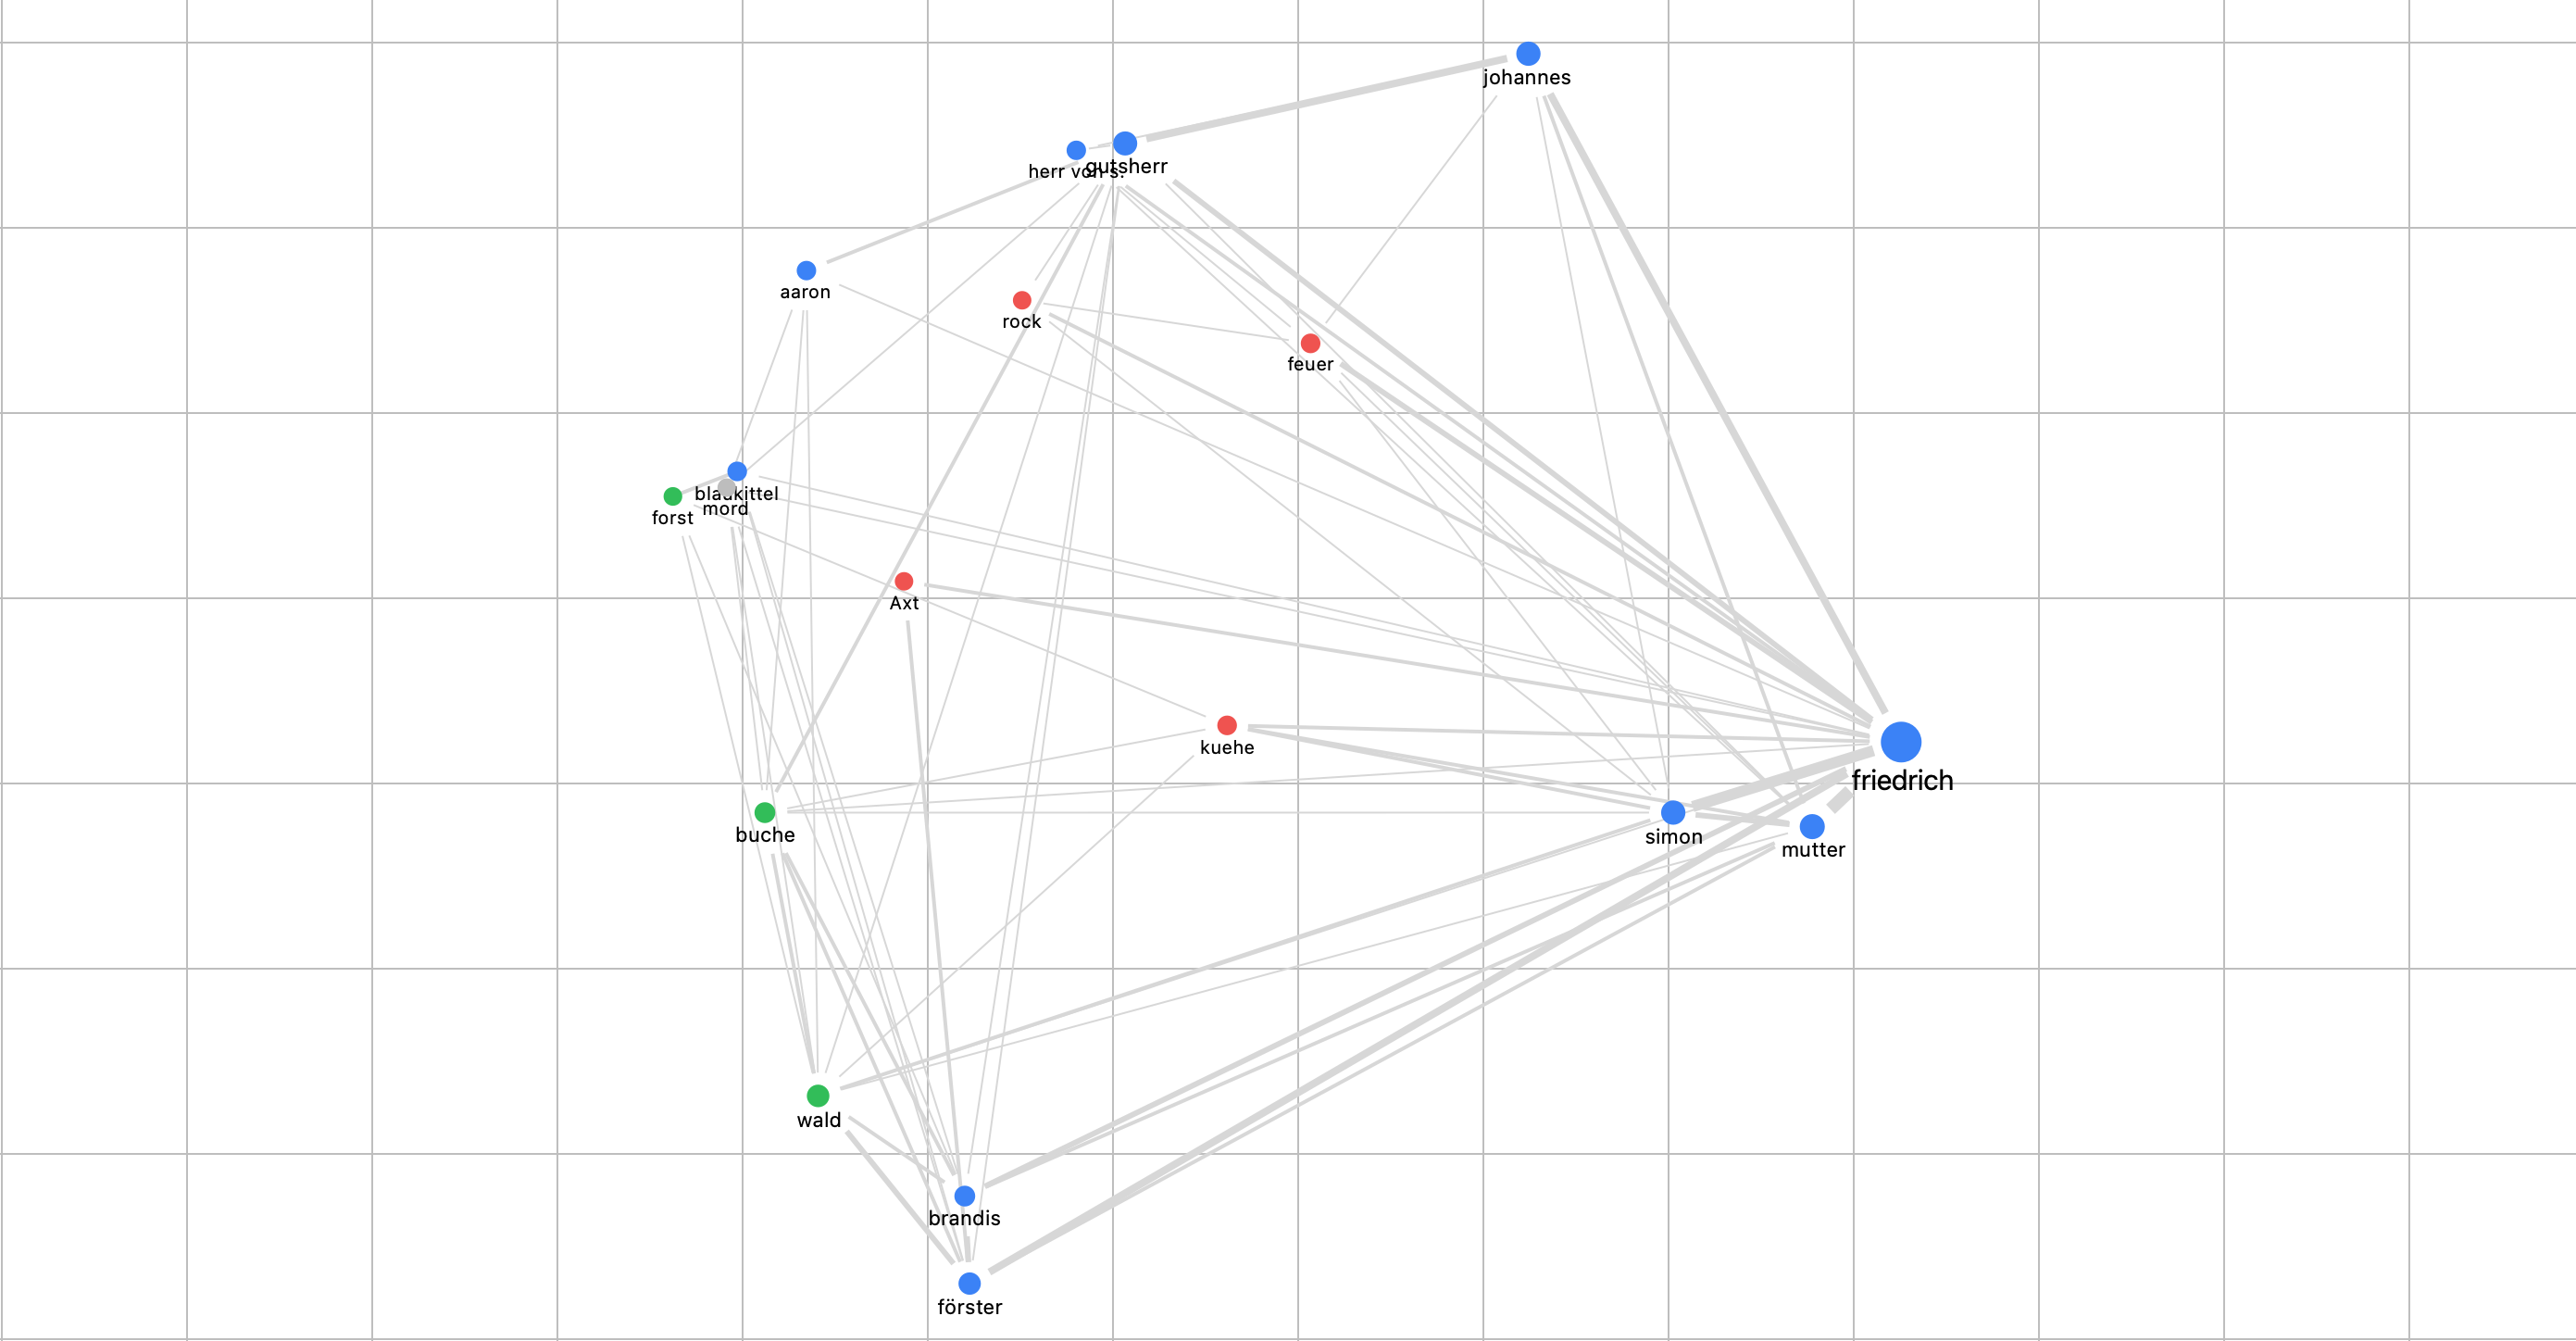 johannes
herr von s.
gutsherr
aaron
rock
feuer
blaukittel
mord
forst
Axt
kuehe
friedrich
buche
simon
mutter
wald
brandis
förster